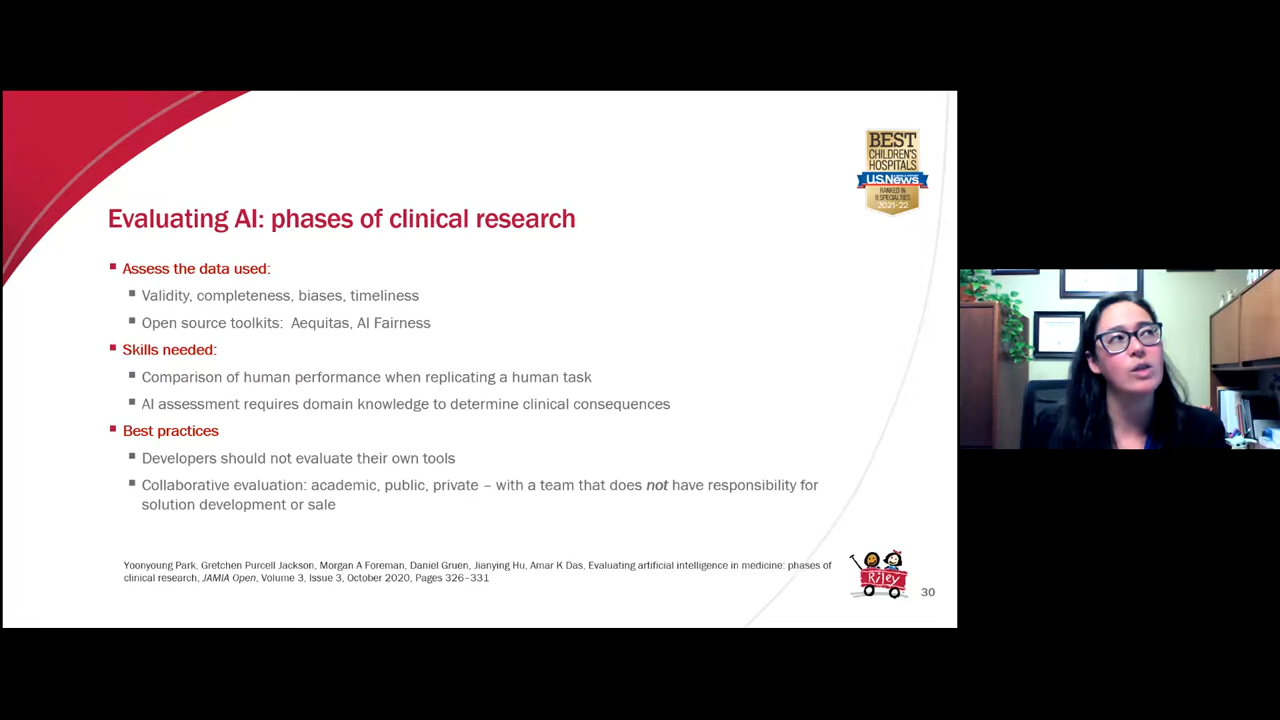 BEST
CHILDREN'S
HOSPITALS
U.S.News
RANKED IN
9 SPECIALTIES
2021-22
Evaluating AI: phases of clinical research
Assess the data used:
Validity, completeness, biases, timeliness
Open source toolkits: Aequitas, AI Fairness
Skills needed:
Comparison of human performance when replicating a human task
AI assessment requires domain knowledge to determine clinical consequences
Best practices
Developers should not evaluate their own tools
Collaborative evaluation: academic, public, private – with a team that does not have responsibility for
solution development or sale
Yoonyoung Park, Gretchen Purcell Jackson, Morgan A Foreman, Daniel Gruen, Jianying Hu, Amar K Das, Evaluating artificial intelligence in medicine: phases of
clinical research, JAMIA Open, Volume 3, Issue 3, October 2020, Pages 326–331
Riley
30